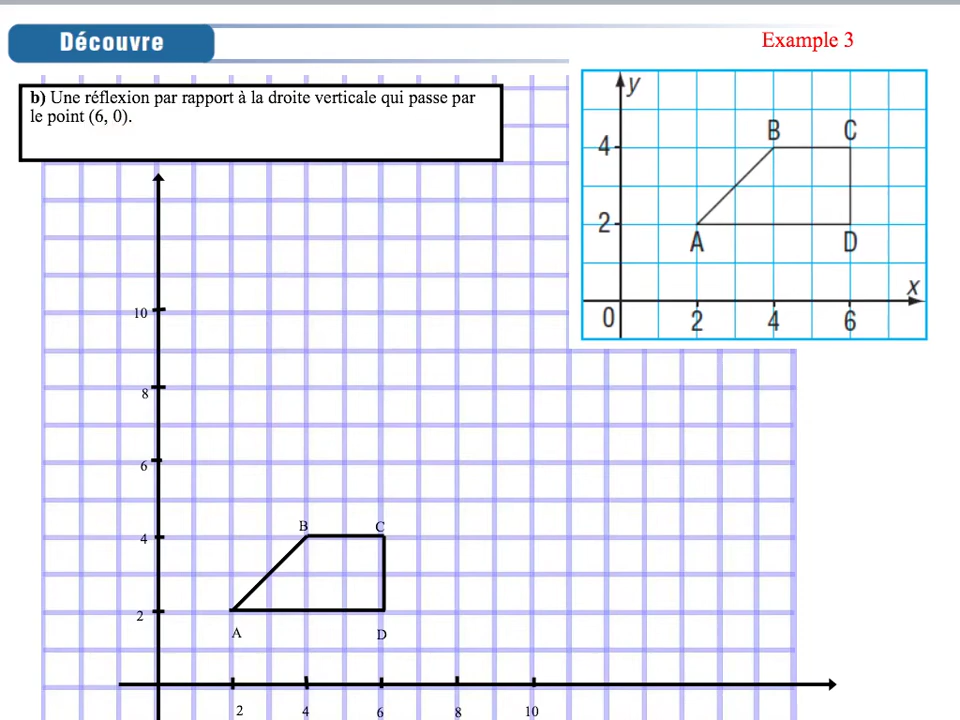 Découvre
Example 3
b) Une réflexion par rapport à la droite verticale qui passe par
le point (6, 0).
y
B C
4
2
A D
x
0 2 4 6
10
8
6
B C
4
2
A D
2 4 6 8 10